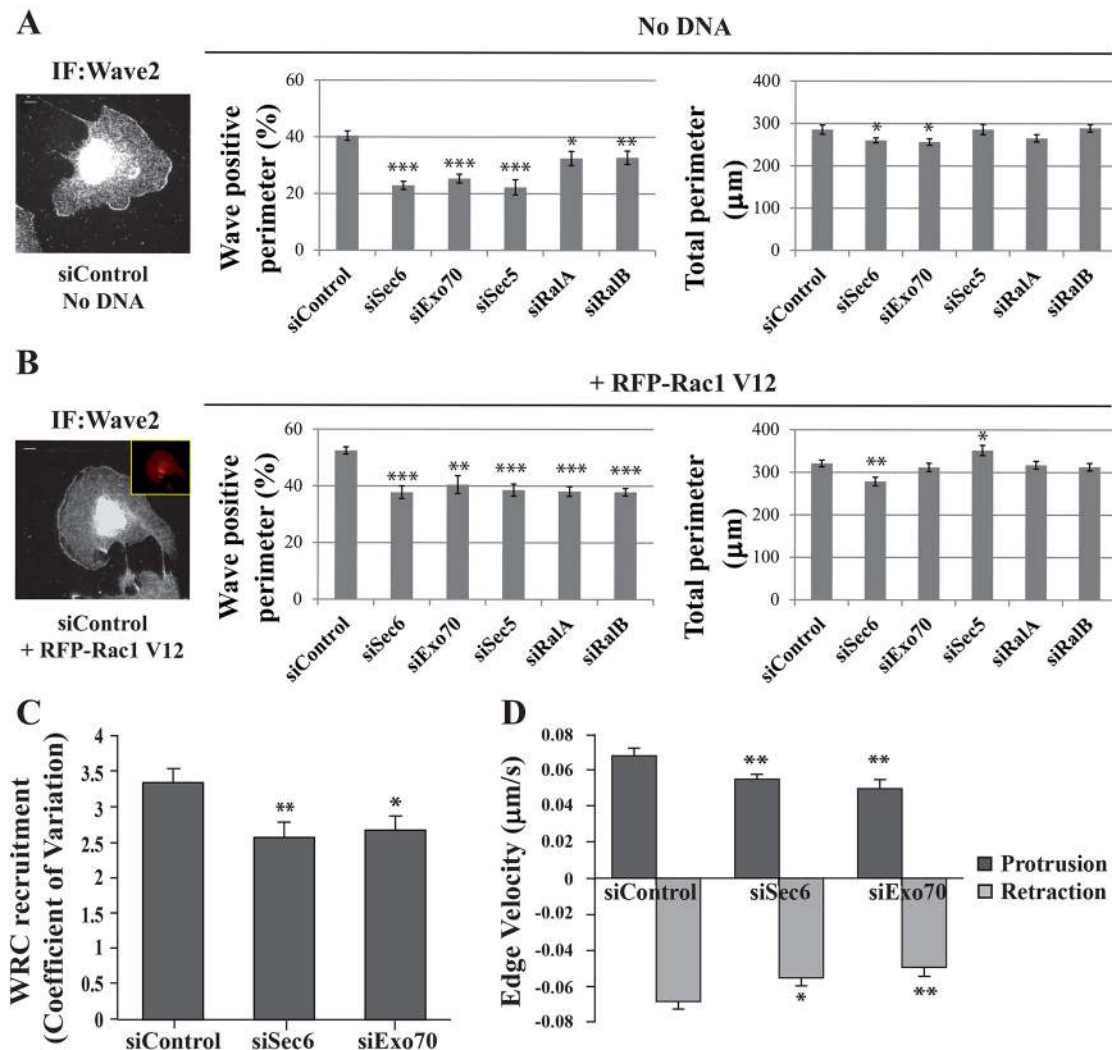 A
No DNA
IF:Wave2
siControl
No DNA
Wave positive
perimeter (%)
60
40
20
0
***
***
***
*
**
siControl
siSec6
siExo70
siSec5
siRalA
siRalB
Total perimeter
(µm)
400
300
200
100
0
*
*
siControl
siSec6
siExo70
siSec5
siRalA
siRalB
B
+ RFP-Rac1 V12
IF:Wave2
siControl
+ RFP-Rac1 V12
Wave positive
perimeter (%)
60
40
20
0
***
**
***
***
***
siControl
siSec6
siExo70
siSec5
siRalA
siRalB
Total perimeter
(µm)
400
300
200
100
0
**
*
siControl
siSec6
siExo70
siSec5
siRalA
siRalB
C
WRC recruitment
(Coefficient of Variation)
4
3.5
3
2.5
2
1.5
1
0.5
0
**
*
siControl
siSec6
siExo70
D
Edge Velocity (µm/s)
0.08
0.06
0.04
0.02
0
-0.02
-0.04
-0.06
-0.08
**
**
siControl
siSec6
siExo70
*
**
Protrusion
Retraction